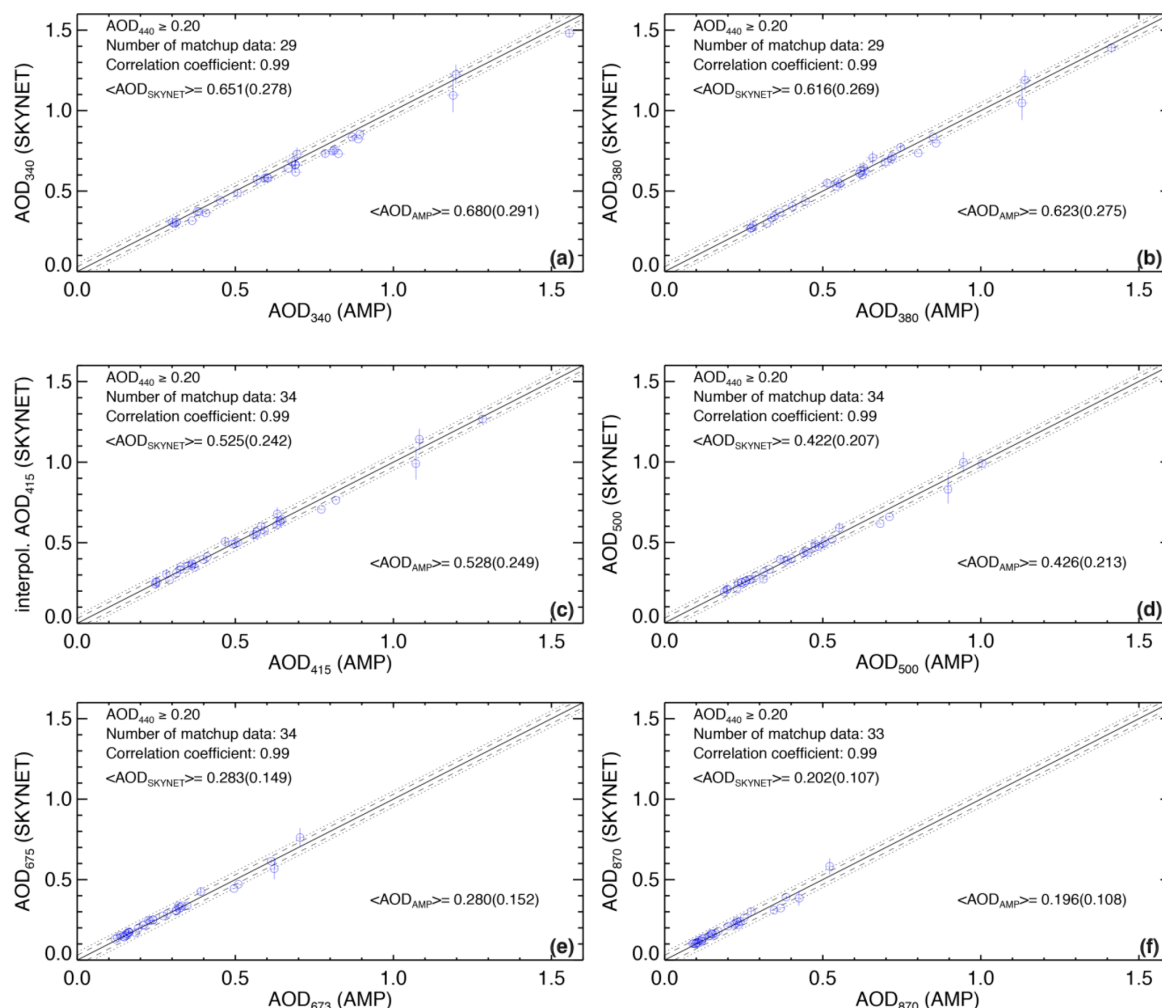 AOD340 (SKYNET)
1.5
1.0
0.5
0.0
AOD440 ≥ 0.20
Number of matchup data: 29
Correlation coefficient: 0.99
<AODSKYNET>= 0.651(0.278)
<AODAMP>= 0.680(0.291)
(a)
0.0 0.5 1.0 1.5
AOD340 (AMP)
AOD380 (SKYNET)
1.5
1.0
0.5
0.0
AOD440 ≥ 0.20
Number of matchup data: 29
Correlation coefficient: 0.99
<AODSKYNET>= 0.616(0.269)
<AODAMP>= 0.623(0.275)
(b)
0.0 0.5 1.0 1.5
AOD380 (AMP)
interpol. AOD415 (SKYNET)
1.5
1.0
0.5
0.0
AOD440 ≥ 0.20
Number of matchup data: 34
Correlation coefficient: 0.99
<AODSKYNET>= 0.525(0.242)
<AODAMP>= 0.528(0.249)
(c)
0.0 0.5 1.0 1.5
AOD415 (AMP)
AOD500 (SKYNET)
1.5
1.0
0.5
0.0
AOD440 ≥ 0.20
Number of matchup data: 34
Correlation coefficient: 0.99
<AODSKYNET>= 0.422(0.207)
<AODAMP>= 0.426(0.213)
(d)
0.0 0.5 1.0 1.5
AOD500 (AMP)
AOD675 (SKYNET)
1.5
1.0
0.5
0.0
AOD440 ≥ 0.20
Number of matchup data: 34
Correlation coefficient: 0.99
<AODSKYNET>= 0.283(0.149)
<AODAMP>= 0.280(0.152)
(e)
0.0 0.5 1.0 1.5
AOD673 (AMP)
AOD870 (SKYNET)
1.5
1.0
0.5
0.0
AOD440 ≥ 0.20
Number of matchup data: 33
Correlation coefficient: 0.99
<AODSKYNET>= 0.202(0.107)
<AODAMP>= 0.196(0.108)
(f)
0.0 0.5 1.0 1.5
AOD870 (AMP)